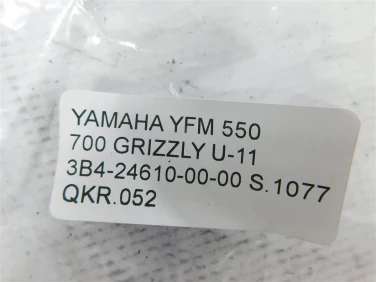 YAMAHA YFM 550
700 GRIZZLY U-11
3B4-24610-00-00 S.1077
QKR.052